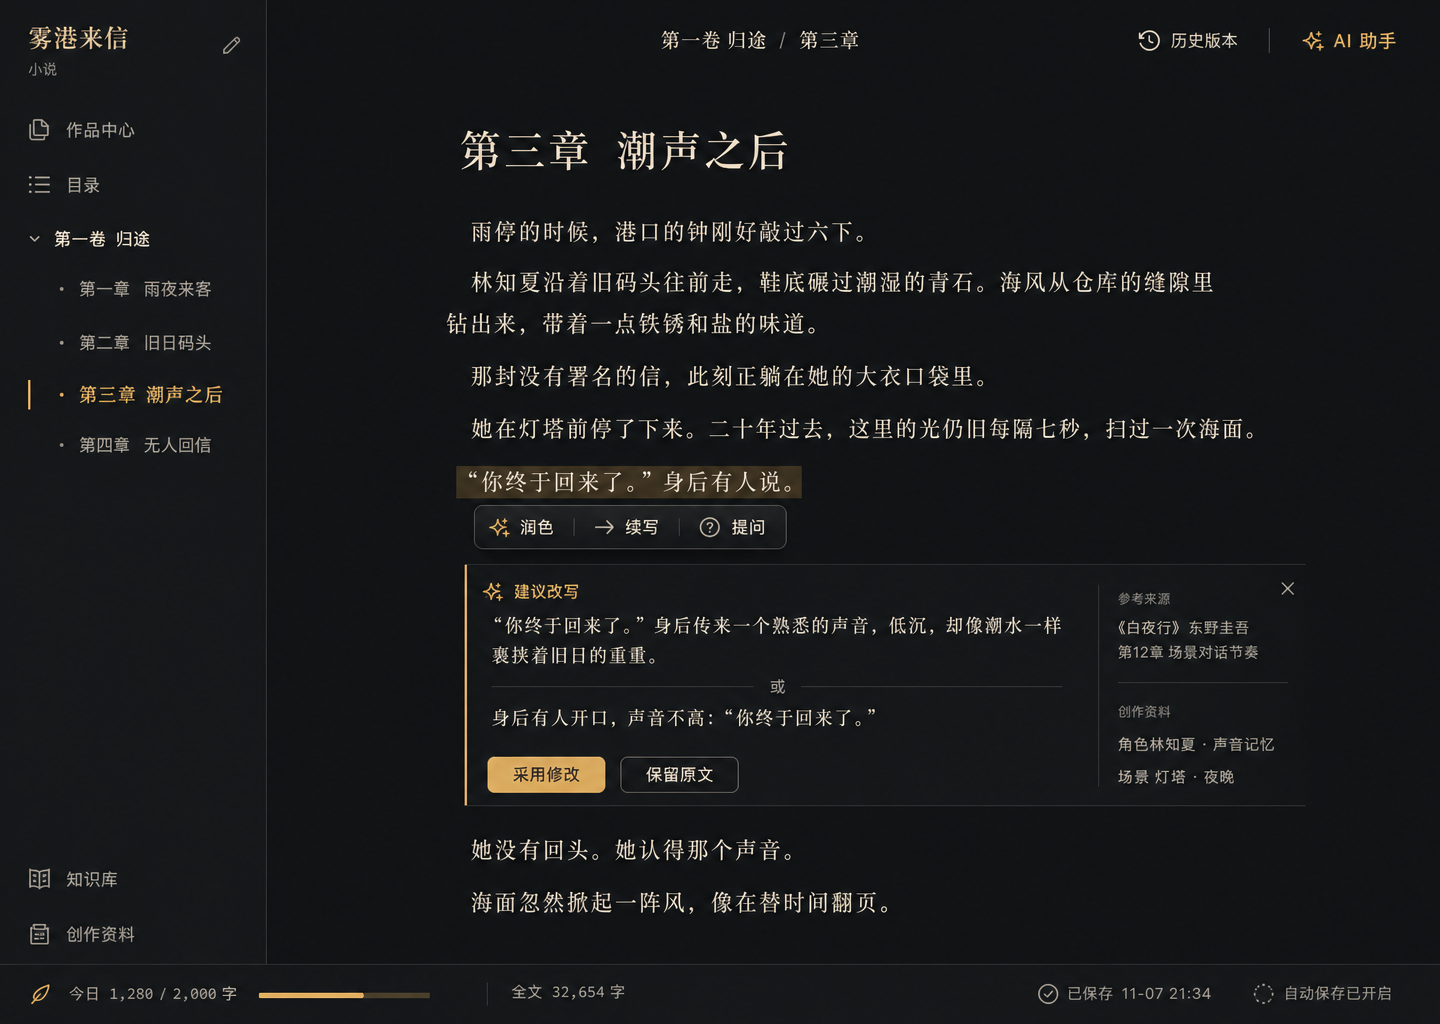 雾港来信
小说
作品中心
目录
第一卷 归途
第一章 雨夜来客
第二章 旧日码头
第三章 潮声之后
第四章 无人回信
知识库
创作资料
第一卷 归途 / 第三章
历史版本
AI 助手
第三章 潮声之后
雨停的时候，港口的钟刚好敲过六下。
林知夏沿着旧码头往前走，鞋底碾过潮湿的青石。海风从仓库的缝隙里
钻出来，带着一点铁锈和盐的味道。
那封没有署名的信，此刻正躺在她的大衣口袋里。
她在灯塔前停了下来。二十年过去，这里的光仍旧每隔七秒，扫过一次海面。
“你终于回来了。”身后有人说。
润色
续写
提问
建议改写
“你终于回来了。”身后传来一个熟悉的声音，低沉，却像潮水一样
裹挟着旧日的重重。
或
身后有人开口，声音不高：“你终于回来了。”
采用修改
保留原文
参考来源
《白夜行》东野圭吾
第12章 场景对话节奏
创作资料
角色林知夏 · 声音记忆
场景 灯塔 · 夜晚
她没有回头。她认得那个声音。
海面忽然掀起一阵风，像在替时间翻页。
今日 1,280 / 2,000 字
全文 32,654 字
已保存 11-07 21:34
自动保存已开启